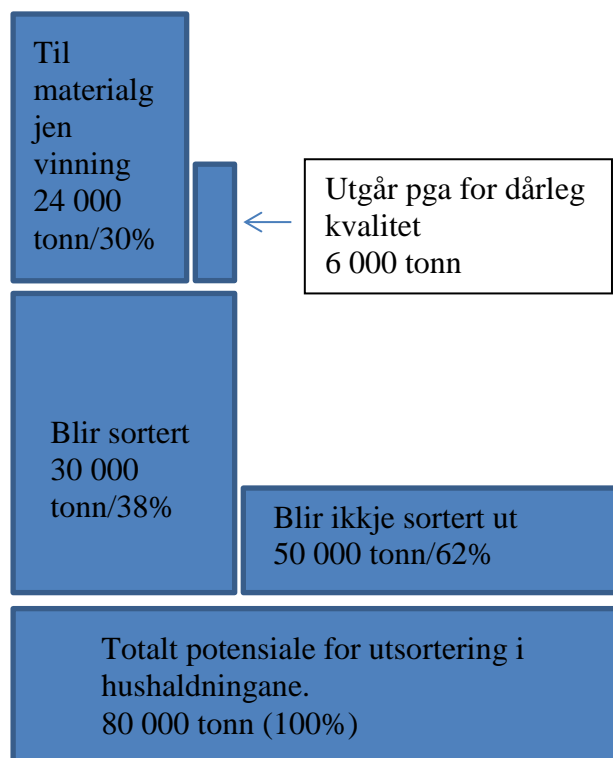 Til
materialg
jen
vinning
24 000
tonn/30%
Utgår pga for dårleg
kvalitet
6 000 tonn
Blir sortert
30 000
tonn/38%
Blir ikkje sortert ut
50 000 tonn/62%
Totalt potensiale for utsortering i
hushaldningane.
80 000 tonn (100%)